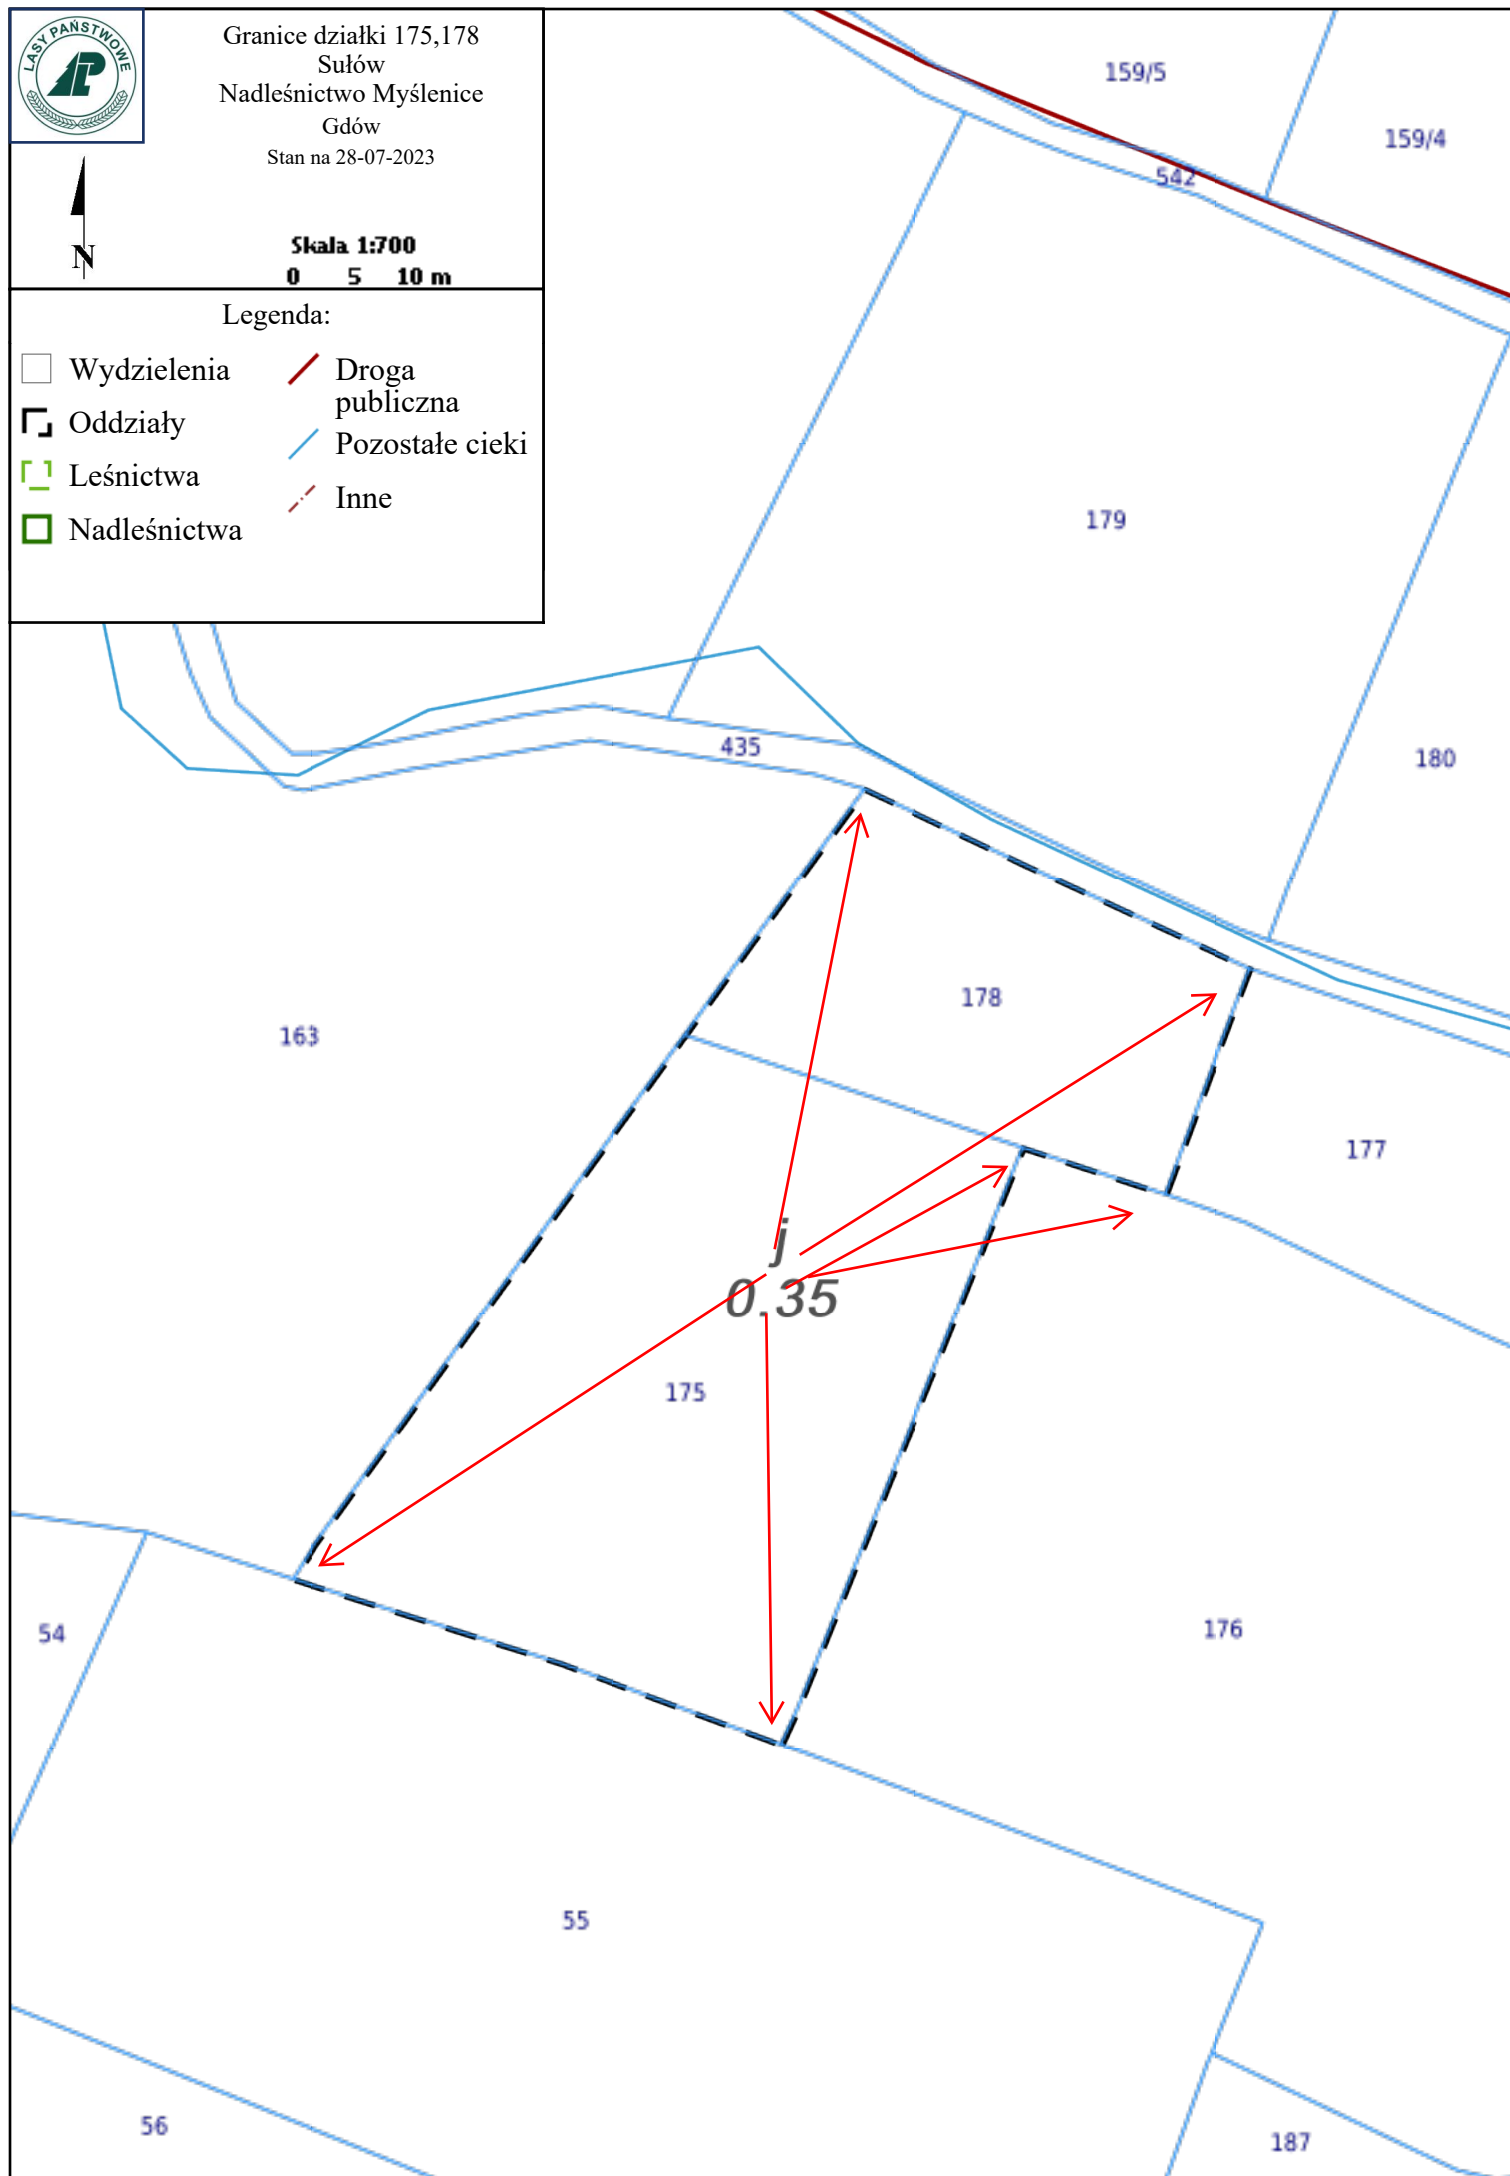 LASY PAŃSTWOWE
LP
Granice działki 175,178
Sułów
Nadleśnictwo Myślenice
Gdów
Stan na 28-07-2023
N
Skala 1:700
0 5 10 m
Legenda:
Wydzielenia
Oddziały
Leśnictwa
Nadleśnictwa
Droga
publiczna
Pozostałe cieki
Inne
159/5
159/4
542
179
435
180
178
163
177
j
0.35
175
54
176
55
56
187